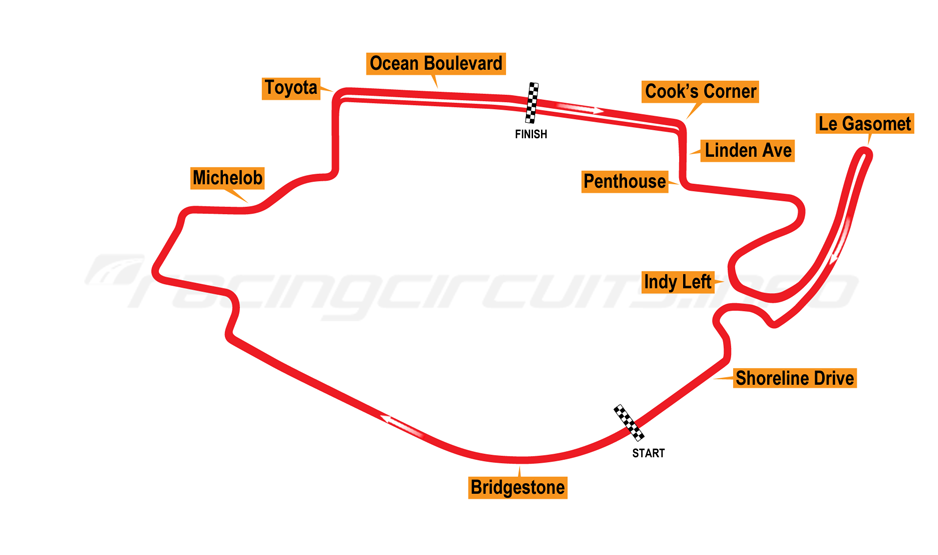 Ocean Boulevard
Toyota
Cook's Corner
FINISH
Le Gasomet
Linden Ave
Michelob
Penthouse
Indy Left
racingcircuits.info
Shoreline Drive
START
Bridgestone